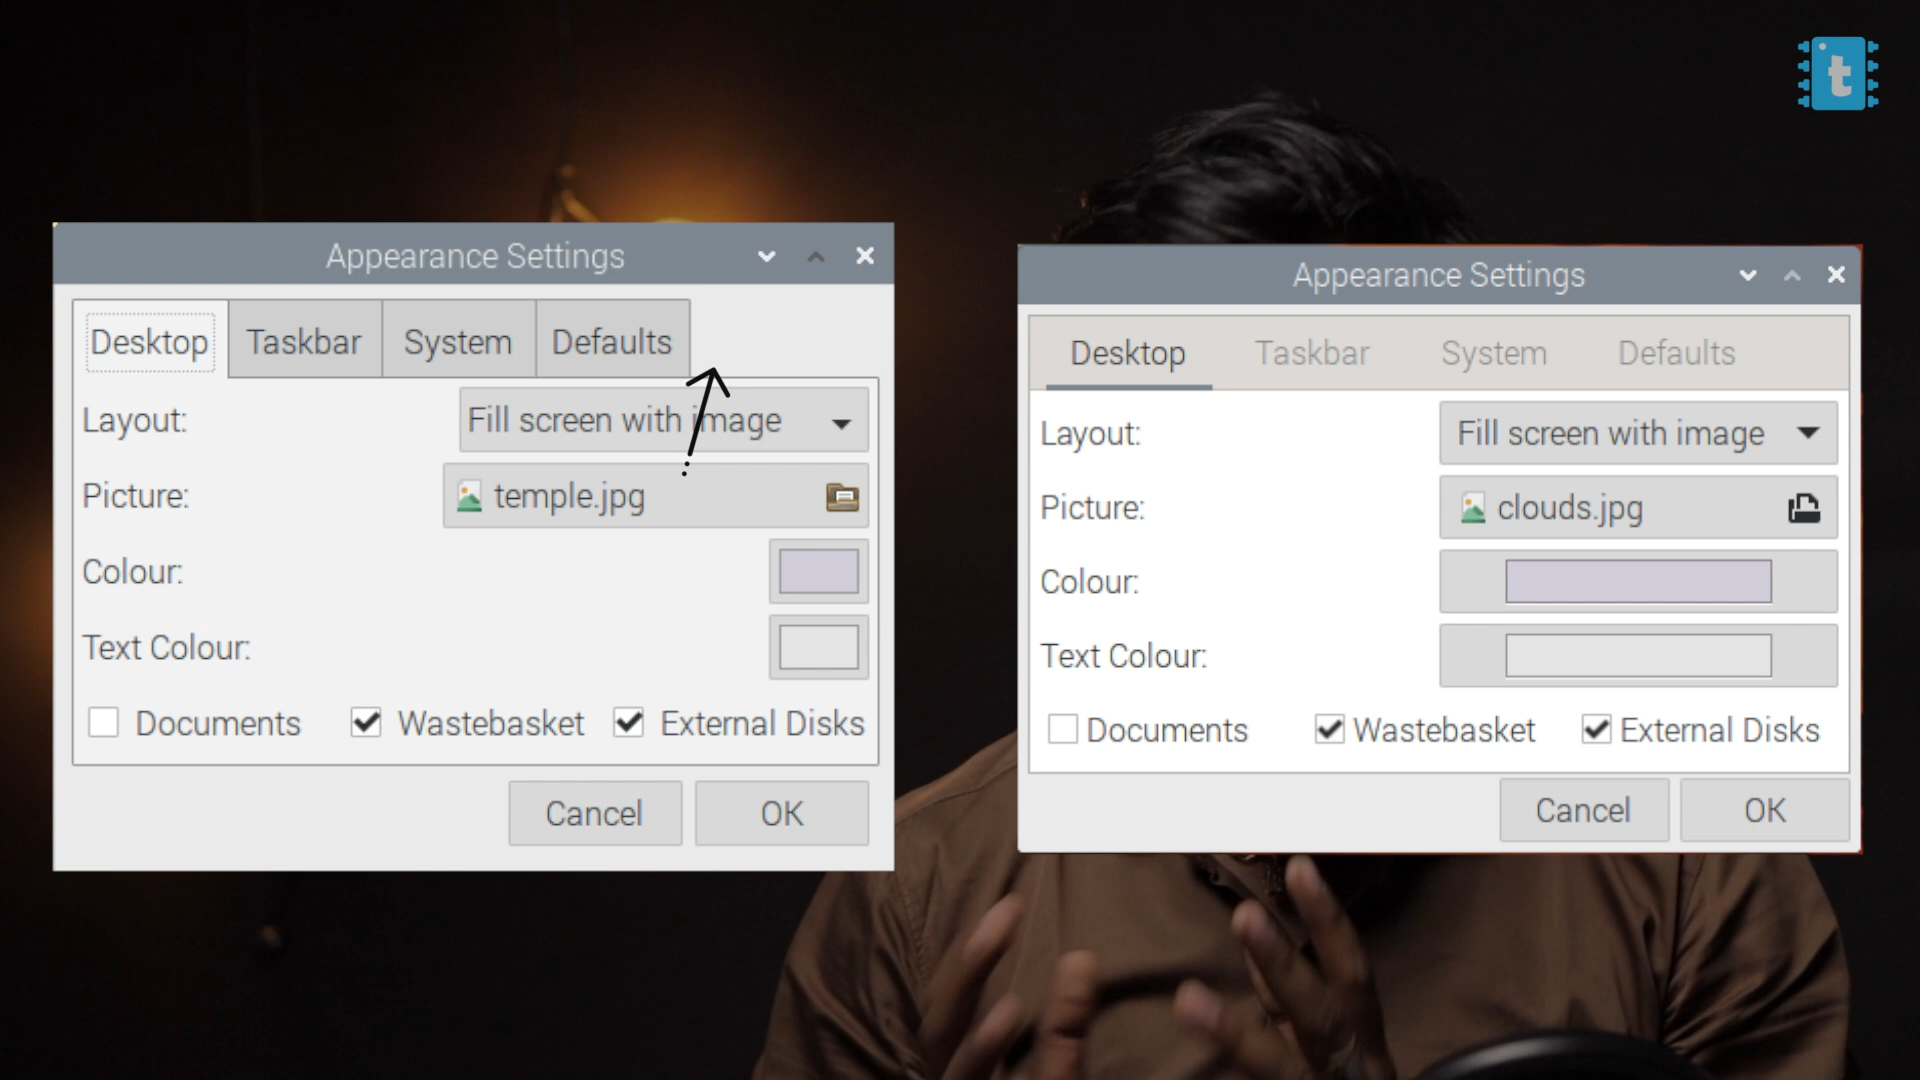 t
Appearance Settings
Desktop Taskbar System Defaults
Layout: Fill screen with image
Picture: temple.jpg
Colour:
Text Colour:
Documents Wastebasket External Disks
Cancel OK
Appearance Settings
Desktop Taskbar System Defaults
Layout: Fill screen with image
Picture: clouds.jpg
Colour:
Text Colour:
Documents Wastebasket External Disks
Cancel OK